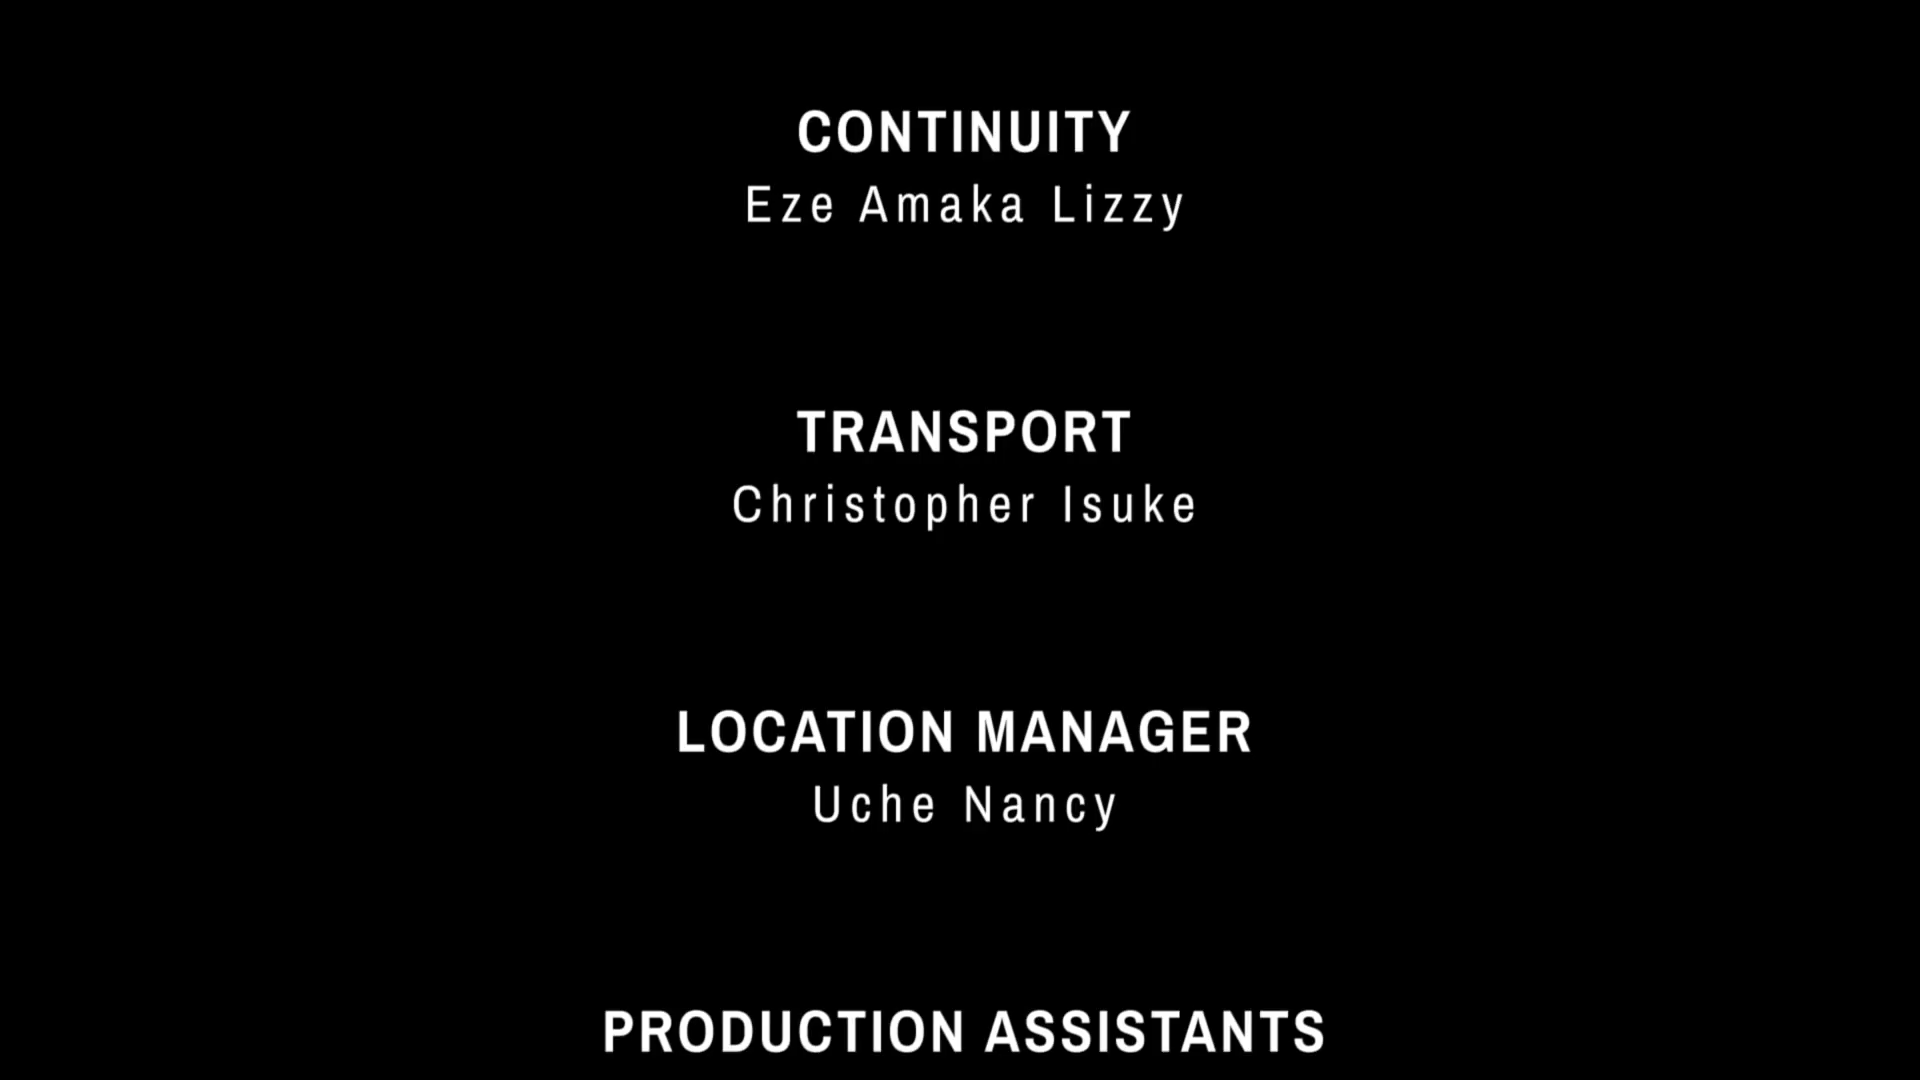 CONTINUITY
Eze Amaka Lizzy
TRANSPORT
Christopher Isuke
LOCATION MANAGER
Uche Nancy
PRODUCTION ASSISTANTS